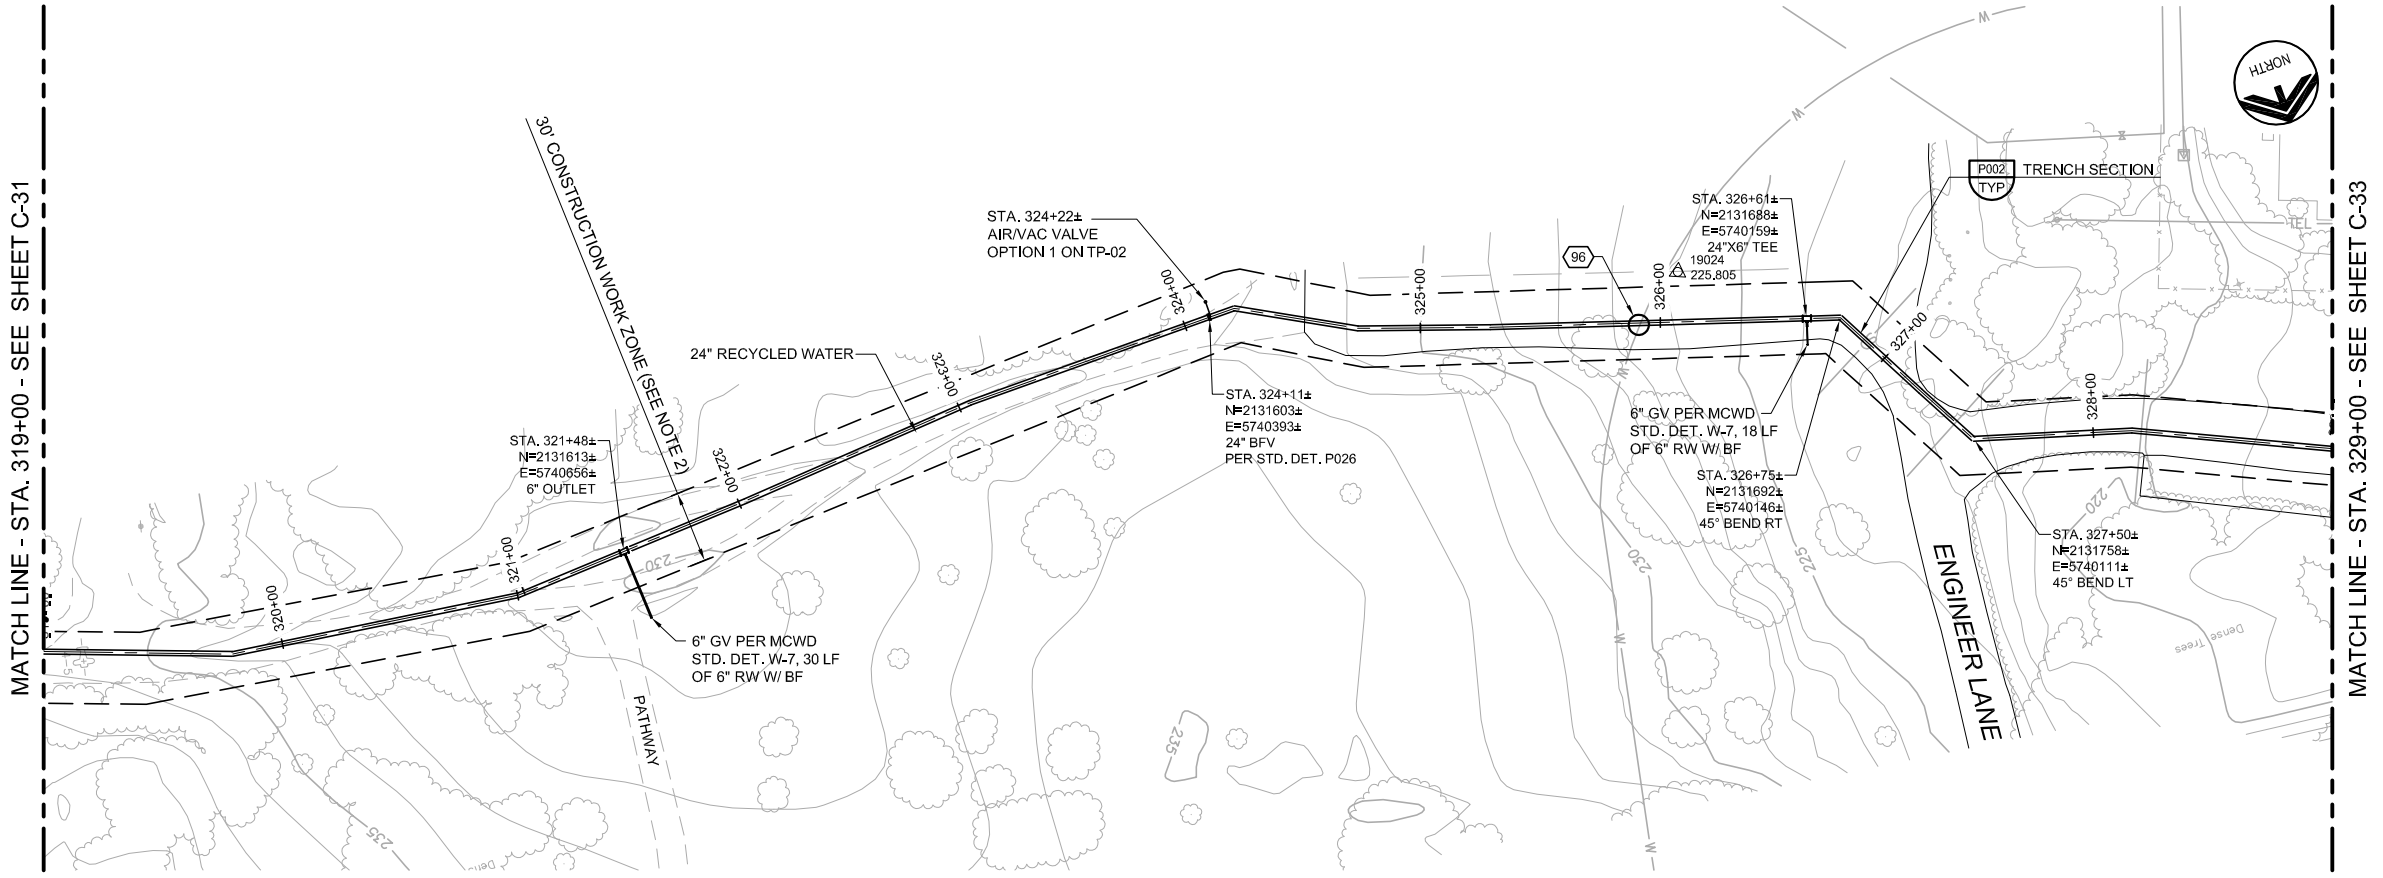 MATCH LINE - STA. 319+00 - SEE SHEET C-31
30' CONSTRUCTION WORK ZONE (SEE NOTE 2)
24" RECYCLED WATER
STA. 321+48±
N=2131613±
E=5740656±
6" OUTLET
6" GV PER MCWD
STD. DET. W-7, 30 LF
OF 6" RW W/ BF
PATHWAY
320+00
321+00
322+00
323+00
324+00
325+00
326+00
327+00
328+00
STA. 324+22±
AIR/VAC VALVE
OPTION 1 ON TP-02
STA. 324+11±
N=2131603±
E=5740393±
24" BFV
PER STD. DET. P026
96
STA. 326+61±
N=2131688±
E=5740159±
24"X6" TEE
19024
225.805
6" GV PER MCWD
STD. DET. W-7, 18 LF
OF 6" RW W/ BF
STA. 326+75±
N=2131692±
E=5740146±
45° BEND RT
P002
TYP
TRENCH SECTION
STA. 327+50±
N=2131758±
E=5740111±
45° BEND LT
ENGINEER LANE
NORTH
TEL
Dense Trees
230
235
235
230
225
220
W
W
W
W
W
MATCH LINE - STA. 329+00 - SEE SHEET C-33